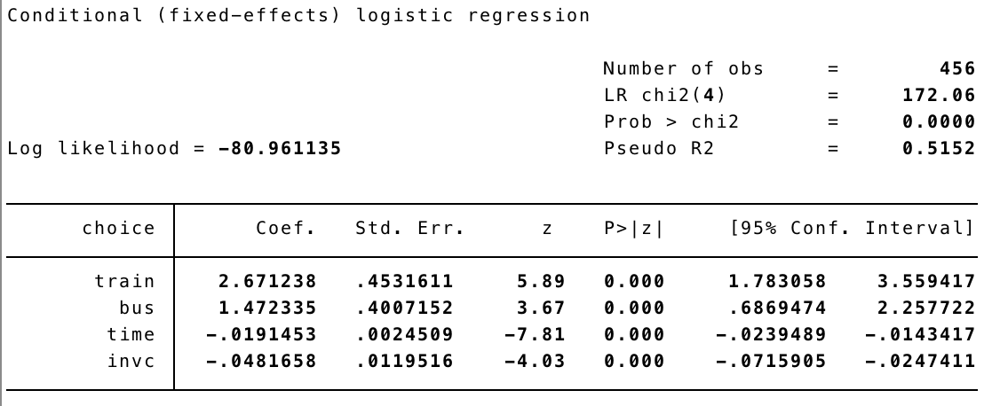 Conditional (fixed-effects) logistic regression
Number of obs = 456
LR chi2(4) = 172.06
Prob > chi2 = 0.0000
Log likelihood = -80.961135 Pseudo R2 = 0.5152
choice Coef. Std. Err. z P>|z| [95% Conf. Interval]
train 2.671238 .4531611 5.89 0.000 1.783058 3.559417
bus 1.472335 .4007152 3.67 0.000 .6869474 2.257722
time -.0191453 .0024509 -7.81 0.000 -.0239489 -.0143417
invc -.0481658 .0119516 -4.03 0.000 -.0715905 -.0247411